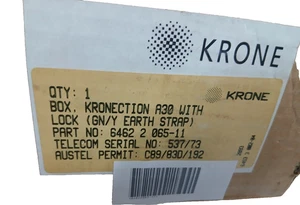 KRONE
QTY: 1
KRONE
BOX. KRONECTION A30 WITH
LOCK (GN/Y EARTH STRAP)
PART NO: 6462 2 065-11
TELECOM SERIAL NO: 537/73
AUSTEL PERMIT: C89/83D/192